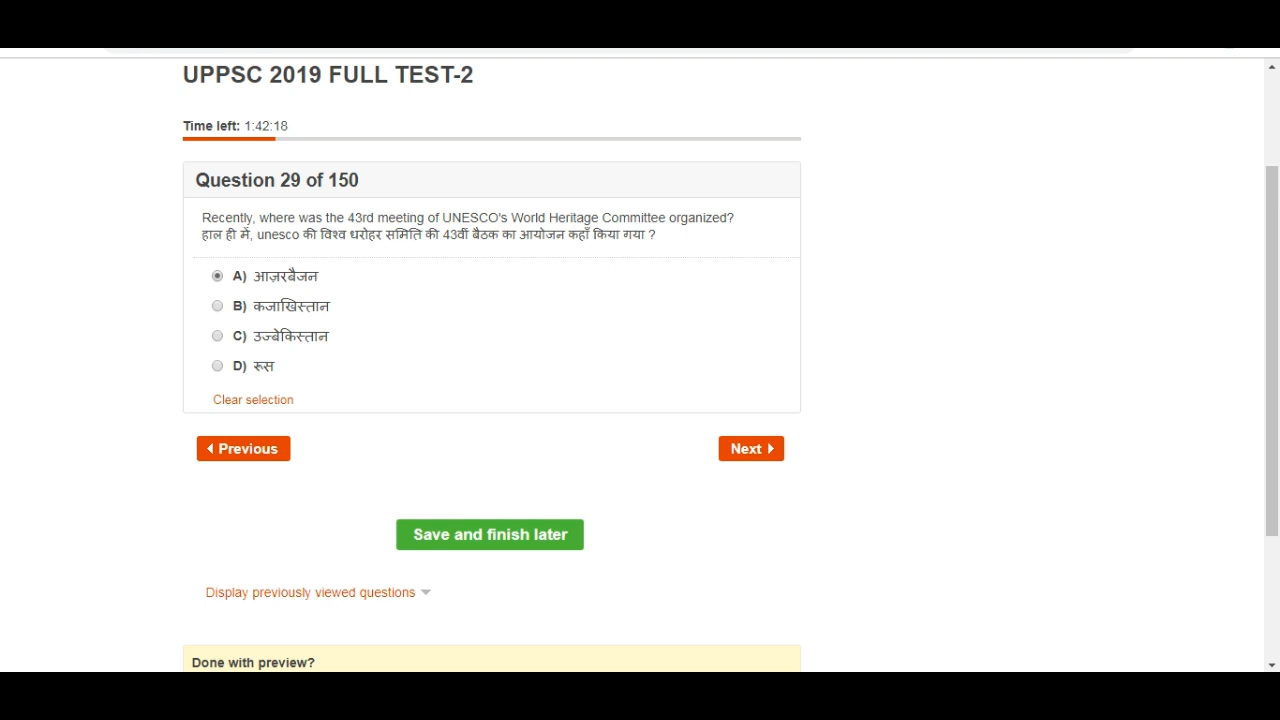 UPPSC 2019 FULL TEST-2
Time left: 1:42:18
Question 29 of 150
Recently, where was the 43rd meeting of UNESCO's World Heritage Committee organized?
हाल ही में, unesco की विश्व धरोहर समिति की 43वीं बैठक का आयोजन कहाँ किया गया ?
A) आज़रबैजन
B) कजाखिस्तान
C) उज्बेकिस्तान
D) रूस
Clear selection
Previous
Next
Save and finish later
Display previously viewed questions
Done with preview?